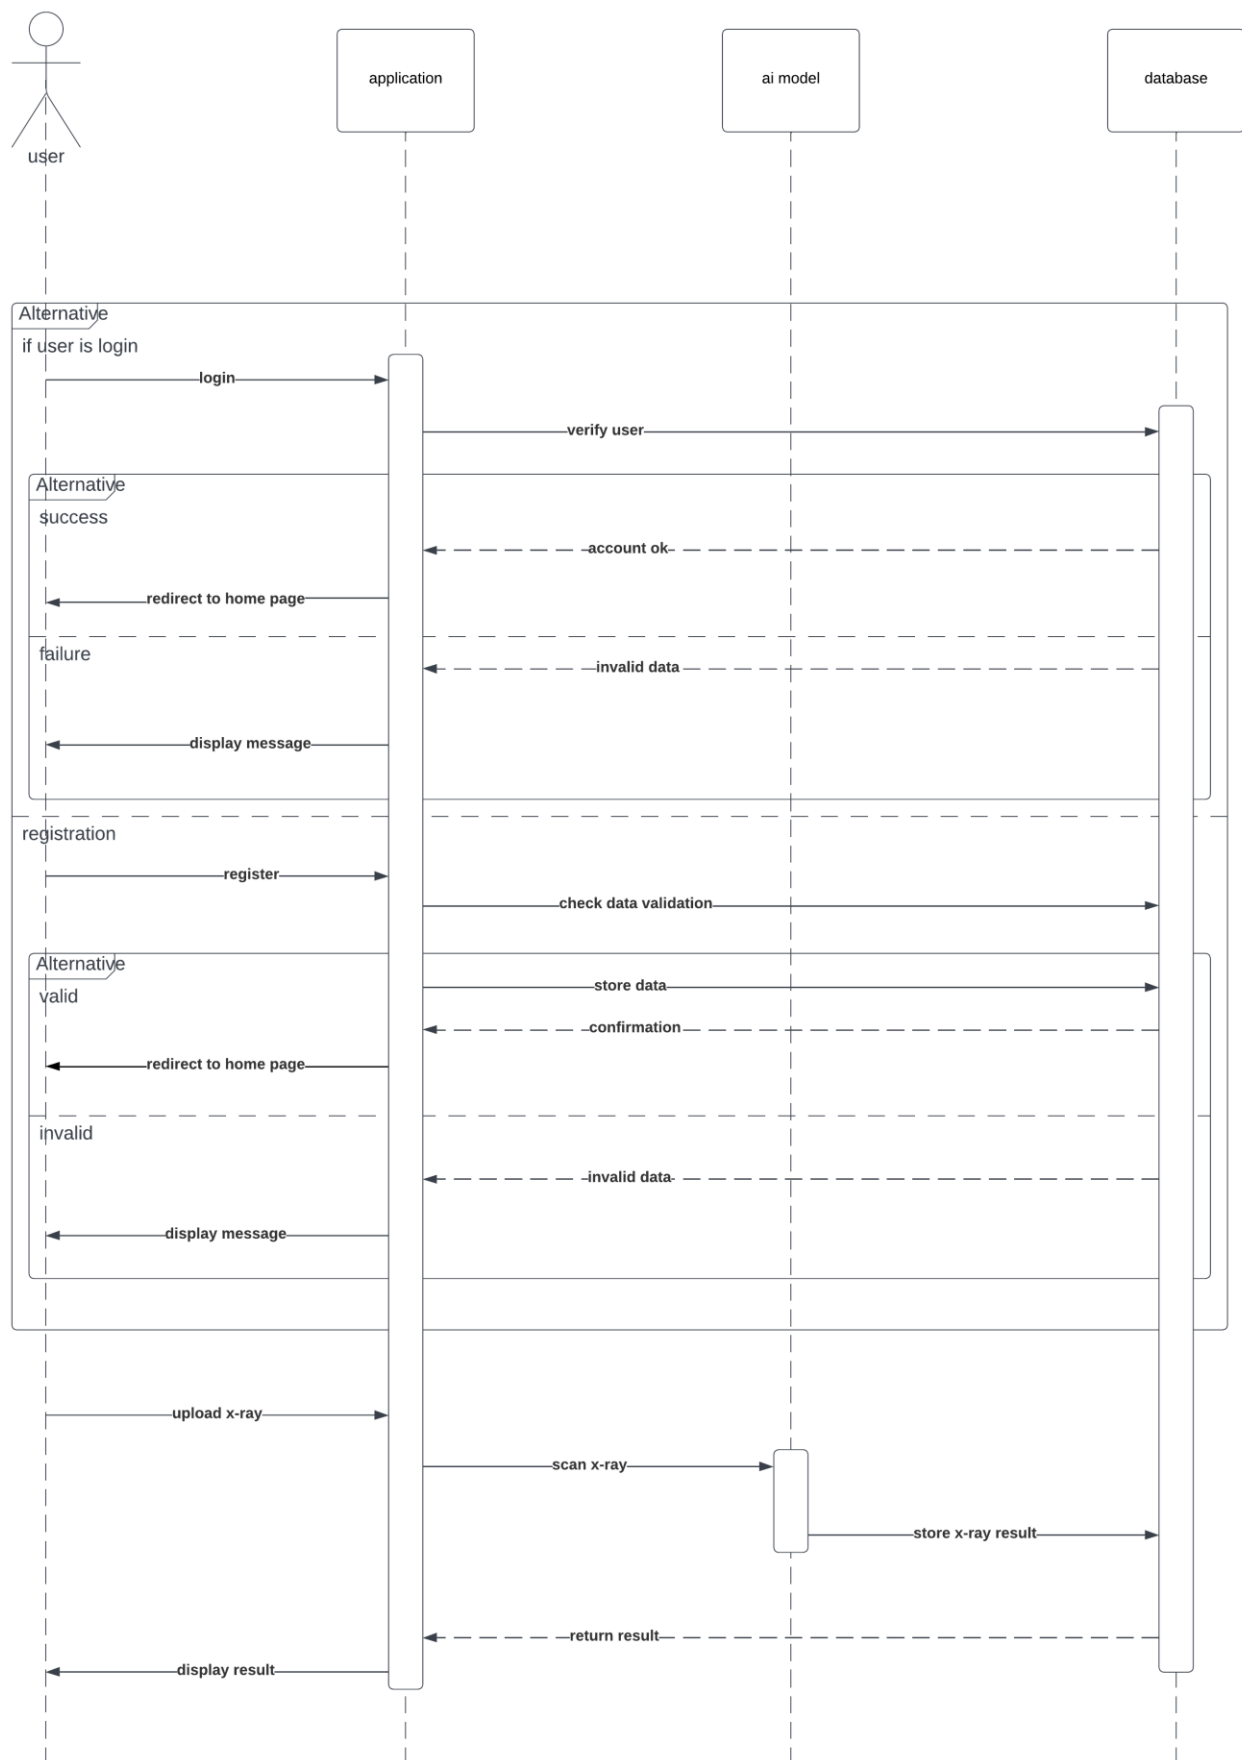 application
ai model
database
user
Alternative
if user is login
login
verify user
Alternative
success
account ok
redirect to home page
failure
invalid data
display message
registration
register
check data validation
Alternative
valid
store data
confirmation
redirect to home page
invalid
invalid data
display message
upload x-ray
scan x-ray
store x-ray result
return result
display result